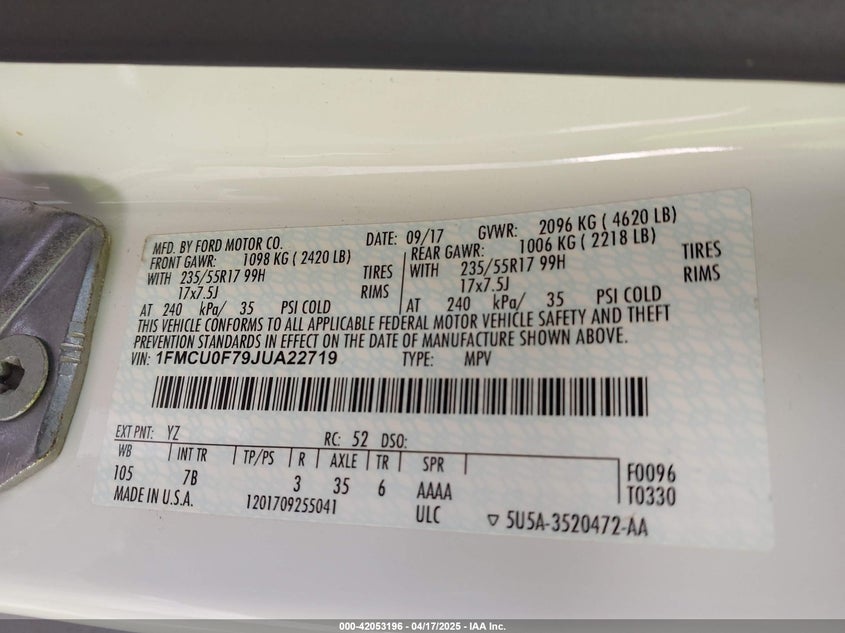 MFD. BY FORD MOTOR CO. DATE: 09/17 GVWR: 2096 KG ( 4620 LB)
FRONT GAWR: 1098 KG ( 2420 LB) REAR GAWR: 1006 KG ( 2218 LB)
WITH 235/55R17 99H TIRES WITH 235/55R17 99H TIRES
17x7.5J RIMS 17x7.5J RIMS
AT 240 kPa/ 35 PSI COLD AT 240 kPa/ 35 PSI COLD
THIS VEHICLE CONFORMS TO ALL APPLICABLE FEDERAL MOTOR VEHICLE SAFETY AND THEFT
PREVENTION STANDARDS IN EFFECT ON THE DATE OF MANUFACTURE SHOWN ABOVE.
VIN: 1FMCU0F79JUA22719 TYPE: MPV
EXT PNT: YZ RC: 52 DSO:
WB INT TR TP/PS R AXLE TR SPR
105 7B 3 35 6 AAAA F0096
MADE IN U.S.A. 1201709255041 ULC T0330
▽ 5U5A-3520472-AA
000-42053196 - 04/17/2025 - IAA Inc.